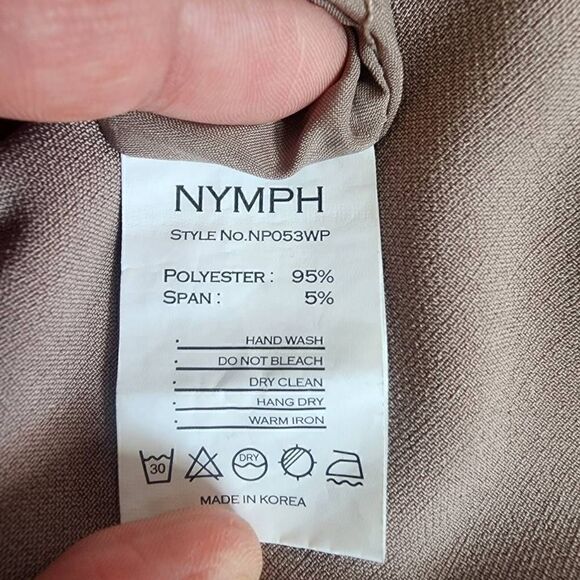 NYMPH
STYLE NO.NP053WP
POLYESTER : 95%
SPAN : 5%
HAND WASH
DO NOT BLEACH
DRY CLEAN
HANG DRY
WARM IRON
30 DRY
MADE IN KOREA